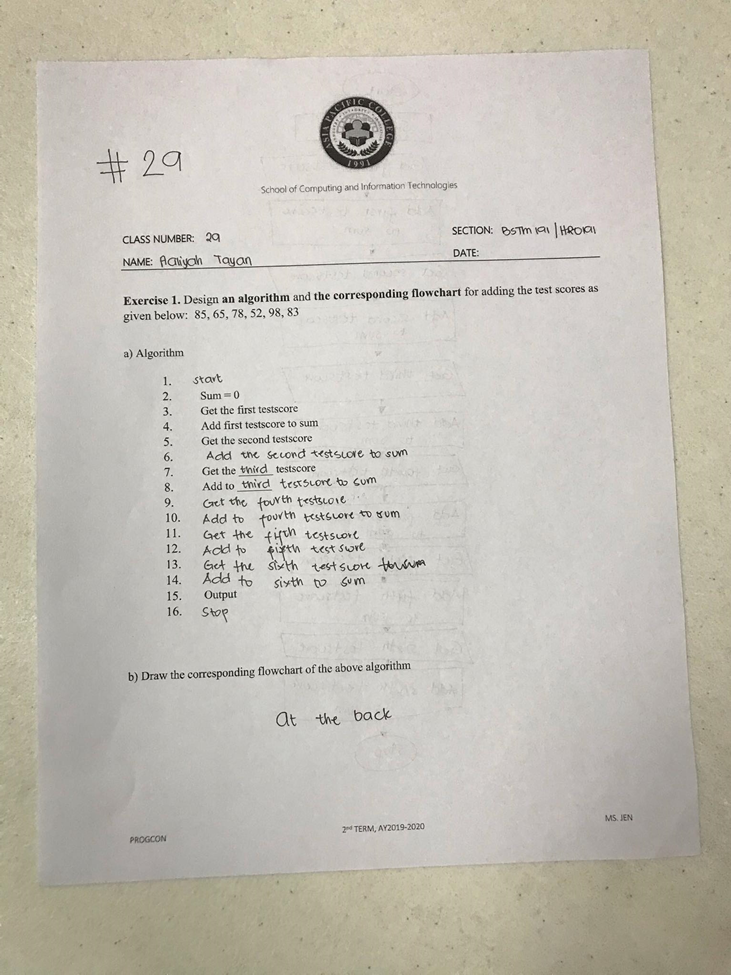 ASIA PACIFIC COLLEGE
1991
# 29
School of Computing and Information Technologies
CLASS NUMBER: 29
SECTION: BSTM 191 | HRO191
NAME: Aaliyah Tayan
DATE:
Exercise 1. Design an algorithm and the corresponding flowchart for adding the test scores as
given below: 85, 65, 78, 52, 98, 83
a) Algorithm
1. start
2. Sum = 0
3. Get the first testscore
4. Add first testscore to sum
5. Get the second testscore
6. Add the second testscore to sum
7. Get the third testscore
8. Add to third testscore to sum
9. Get the fourth testscore
10. Add to fourth testscore to sum
11. Get the fifth testscore
12. Add to fifth test score
13. Get the sixth test score
14. Add to sixth to sum
15. Output
16. Stop
b) Draw the corresponding flowchart of the above algorithm
At the back
PROGCON
2nd TERM, AY2019-2020
MS. JEN